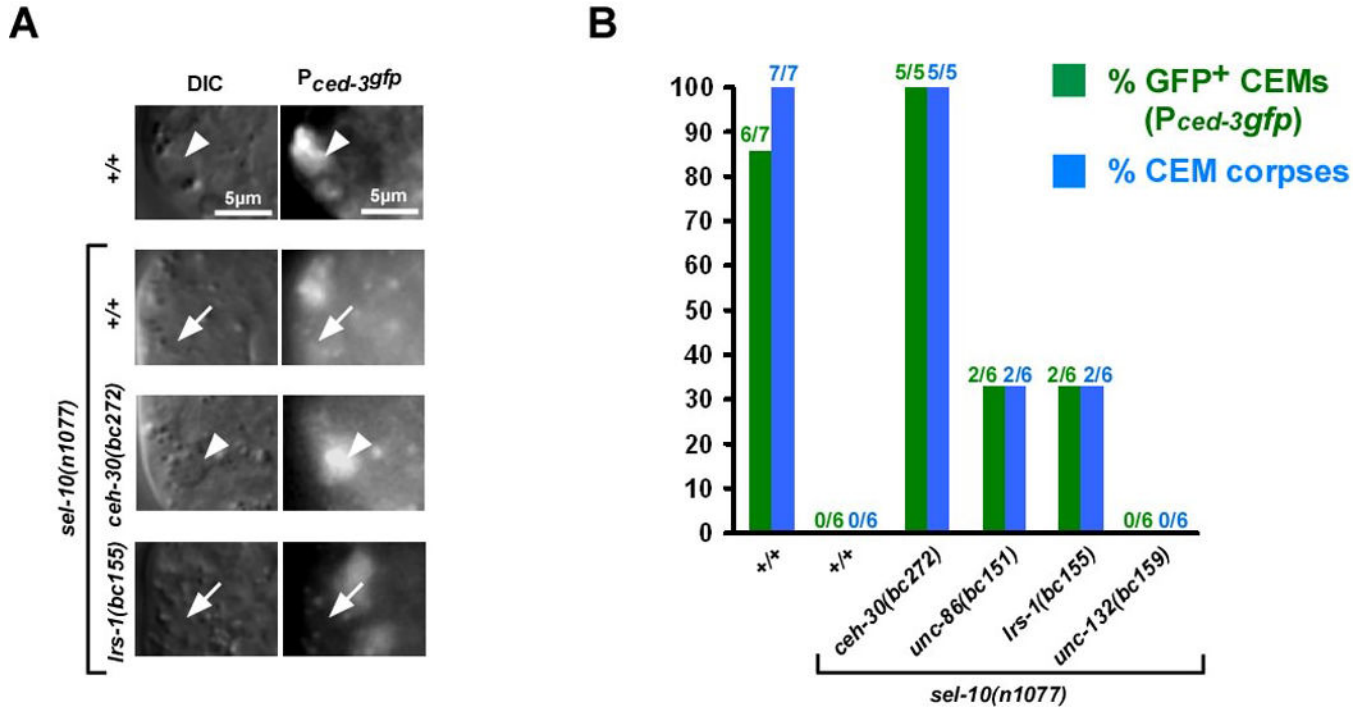 A
DIC
Pced-3gfp
+/+
5µm
5µm
sel-10(n1077)
+/+
ceh-30(bc272)
lrs-1(bc155)
B
% GFP+ CEMs
(Pced-3gfp)
% CEM corpses
100
90
80
70
60
50
40
30
20
10
0
6/7
7/7
0/6 0/6
5/5 5/5
2/6 2/6
2/6 2/6
0/6 0/6
+/+
+/+
ceh-30(bc272)
unc-86(bc151)
lrs-1(bc155)
unc-132(bc159)
sel-10(n1077)